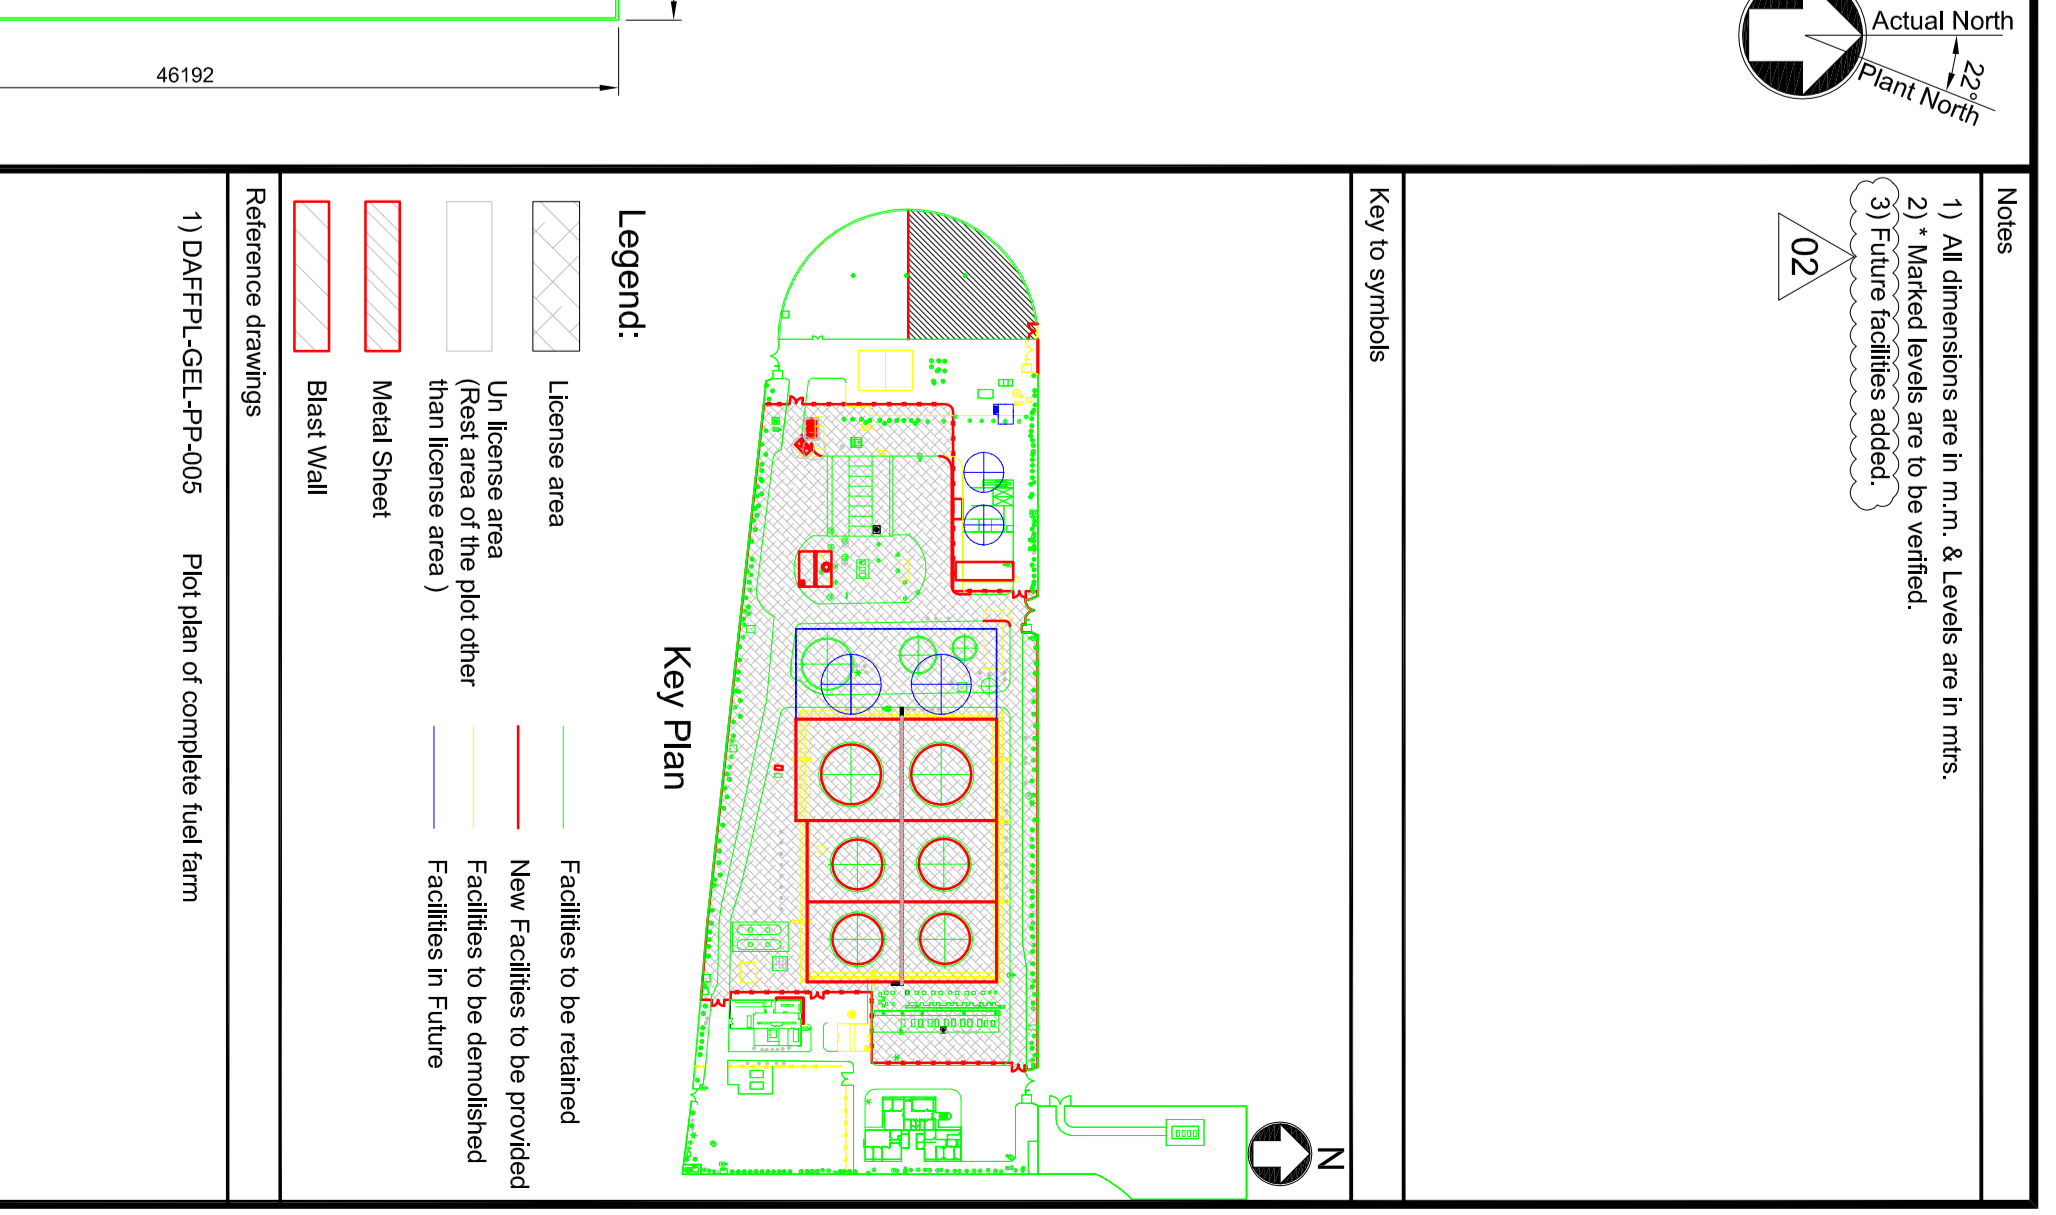 46192
Actual North
22°
Plant North
Notes
1) All dimensions are in m.m. & Levels are in mtrs.
2) * Marked levels are to be verified.
3) Future facilities added.
02
Key to symbols
N
Key Plan
Legend:
License area
Un license area
(Rest area of the plot other
than license area )
Metal Sheet
Blast Wall
Facilities to be retained
New Facilities to be provided
Facilities to be demolished
Facilities in Future
Reference drawings
1) DAFFPL-GEL-PP-005 Plot plan of complete fuel farm